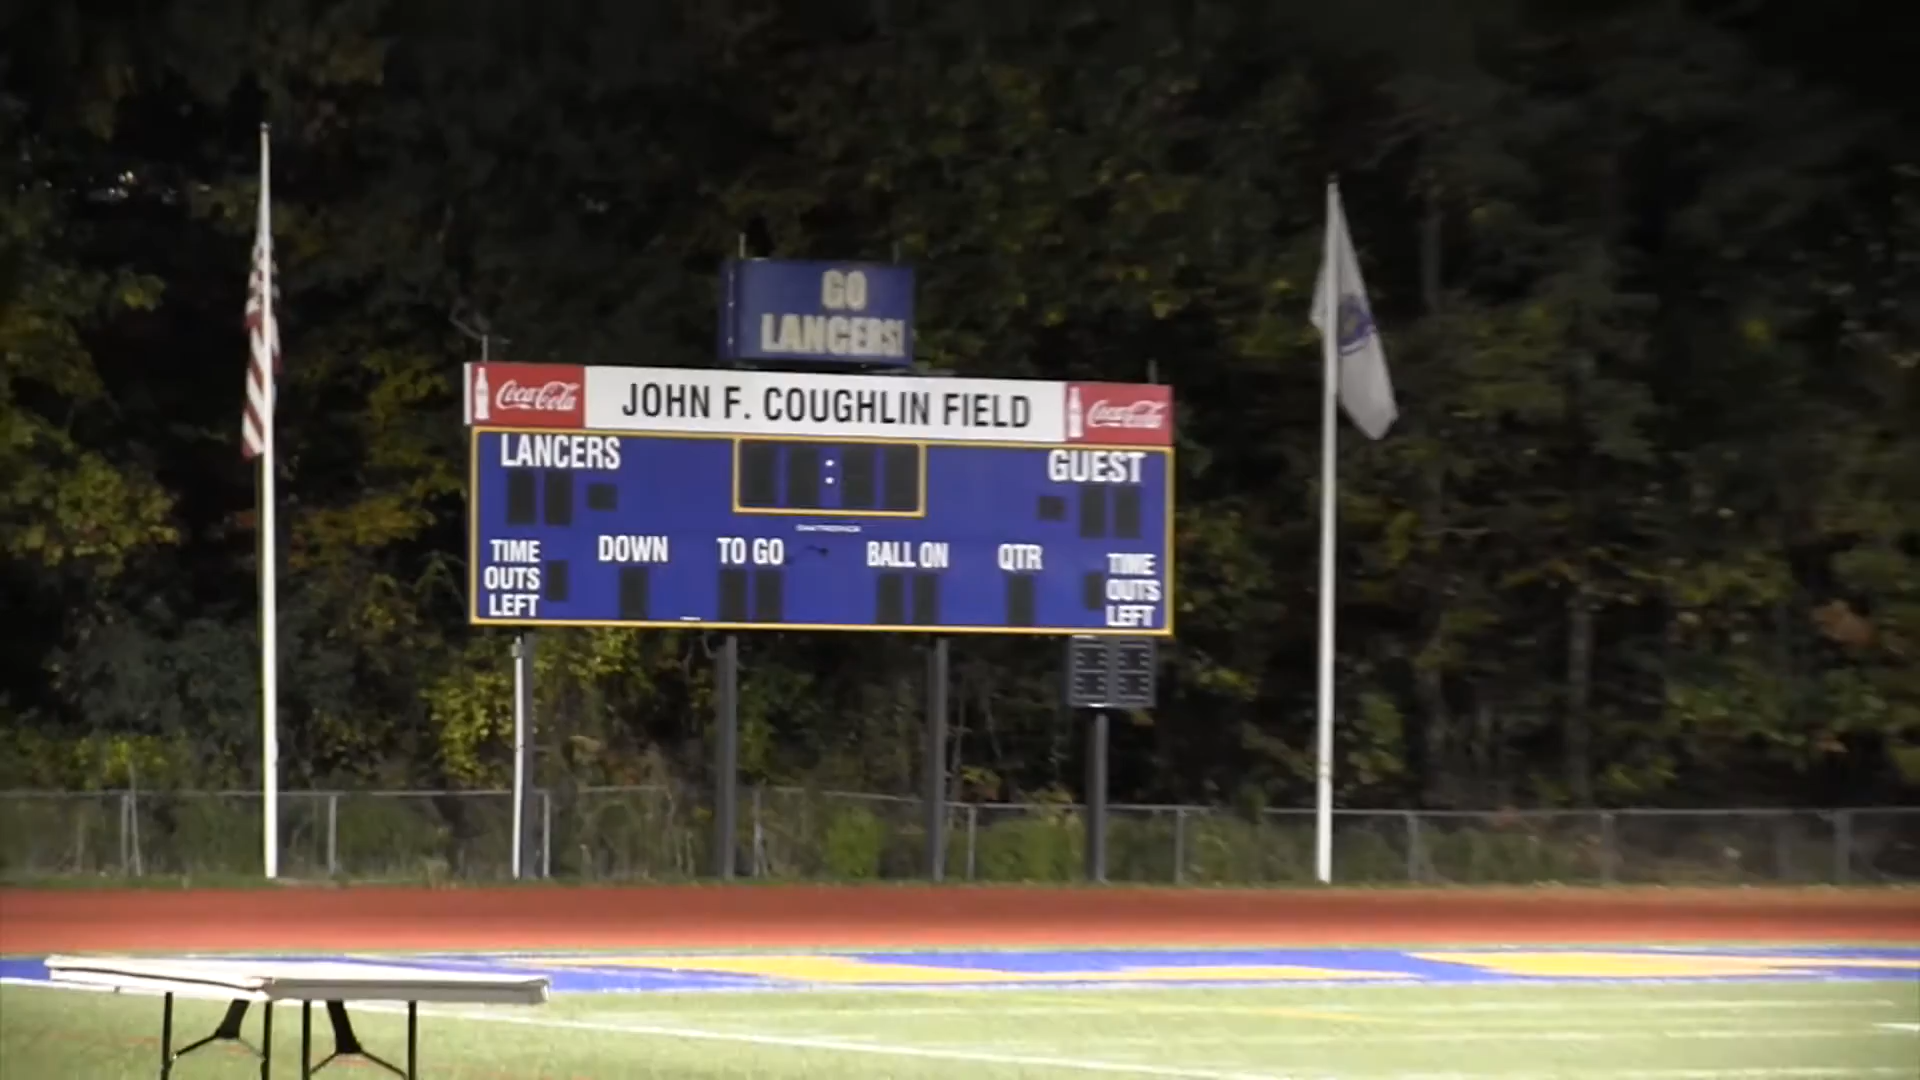 GO
LANCERS!
Coca-Cola JOHN F. COUGHLIN FIELD Coca-Cola
LANCERS : GUEST
DOWN TO GO BALL ON QTR
TIME
OUTS
LEFT
TIME
OUTS
LEFT